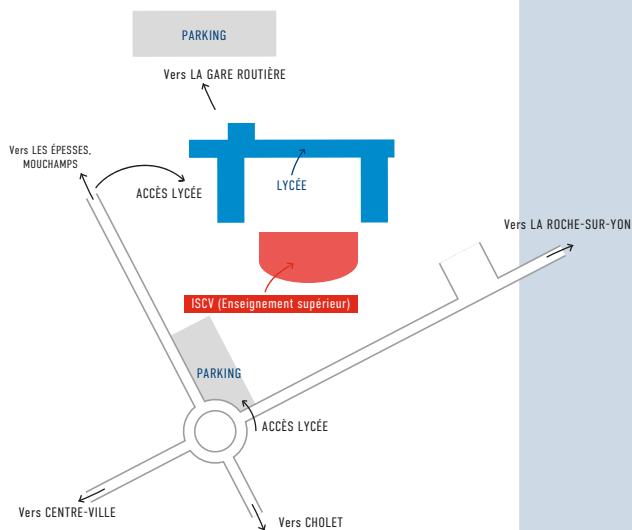 PARKING
Vers LA GARE ROUTIÈRE
Vers LES ÉPESSES,
MOUCHAMPS
ACCÈS LYCÉE
LYCÉE
Vers LA ROCHE-SUR-YON
ISCV (Enseignement supérieur)
PARKING
ACCÈS LYCÉE
Vers CENTRE-VILLE
Vers CHOLET